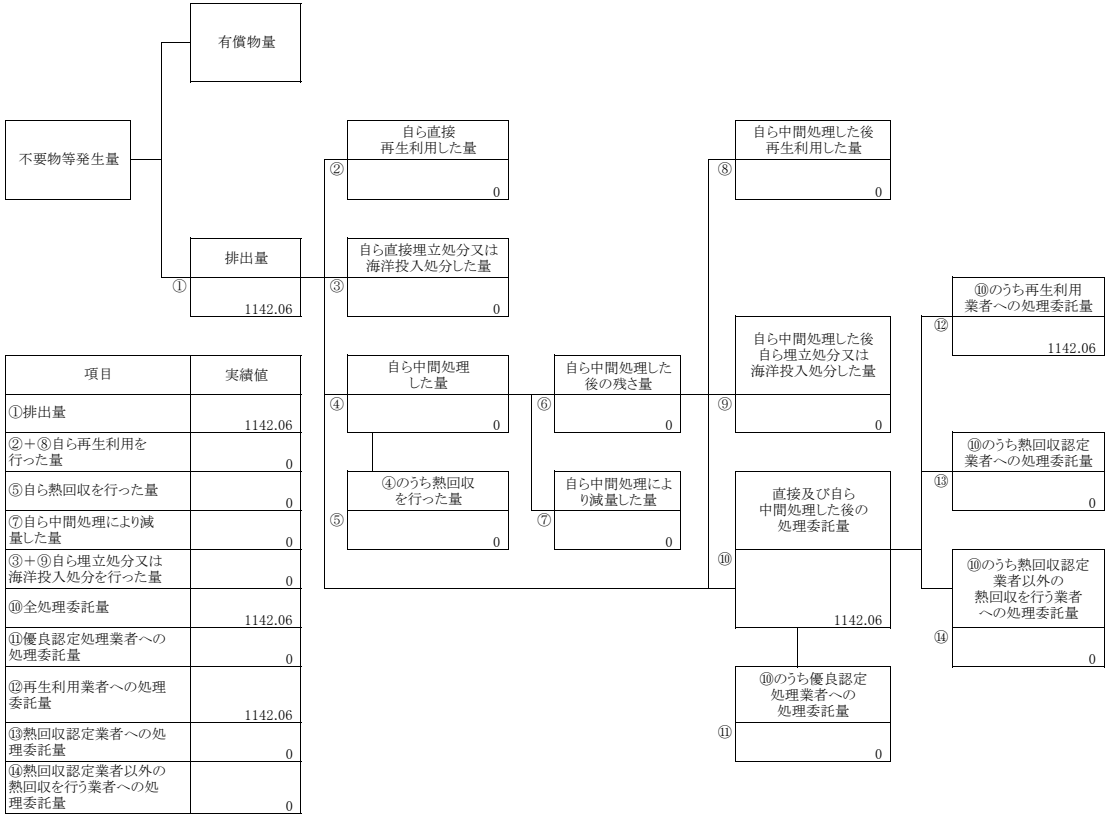 有償物量
不要物等発生量
自ら直接
再生利用した量
②
0
自ら中間処理した後
再生利用した量
⑧
0
排出量
①
1142.06
自ら直接埋立処分又は
海洋投入処分した量
③
0
⑩のうち再生利用
業者への処理委託量
⑫
1142.06
自ら中間処理した後
自ら埋立処分又は
海洋投入処分した量
⑨
0
自ら中間処理
した量
④
0
自ら中間処理した
後の残さ量
⑥
0
④のうち熱回収
を行った量
⑤
0
自ら中間処理によ
り減量した量
⑦
0
直接及び自ら
中間処理した後の
処理委託量
⑩
1142.06
⑩のうち熱回収認定
業者への処理委託量
⑬
0
⑩のうち熱回収認定
業者以外の
熱回収を行う業者
への処理委託量
⑭
0
⑩のうち優良認定
処理業者への
処理委託量
⑪
0
項目 実績値
①排出量
1142.06
②＋⑧自ら再生利用を
行った量
0
⑤自ら熱回収を行った量
0
⑦自ら中間処理により減
量した量
0
③＋⑨自ら埋立処分又は
海洋投入処分を行った量
0
⑩全処理委託量
1142.06
⑪優良認定処理業者への
処理委託量
0
⑫再生利用業者への処理
委託量
1142.06
⑬熱回収認定業者への処
理委託量
0
⑭熱回収認定業者以外の
熱回収を行う業者への処
理委託量
0